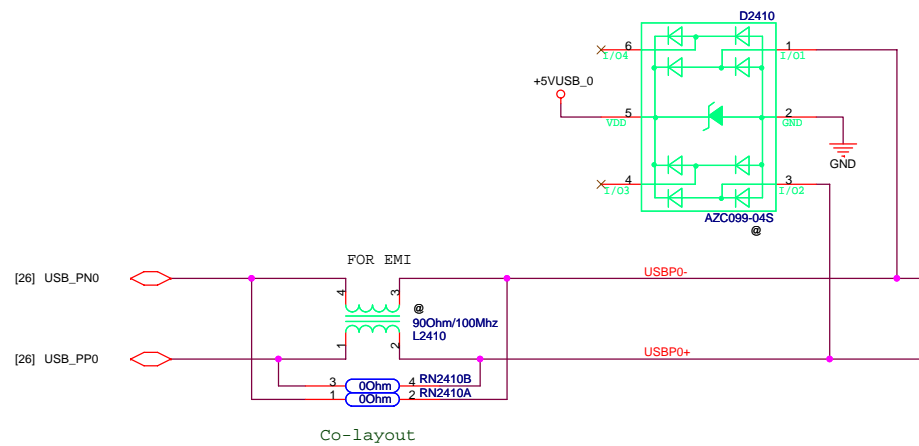 D2410
6
1
I/O4
I/O1
+5VUSB_0
5
2
VDD
GND
GND
4
3
I/O3
I/O2
AZC099-04S
@
FOR EMI
[26] USB_PN0
USBP0-
4
3
@
90Ohm/100Mhz
L2410
1
2
[26] USB_PP0
USBP0+
3
0Ohm
4
RN2410B
1
0Ohm
2
RN2410A
Co-layout